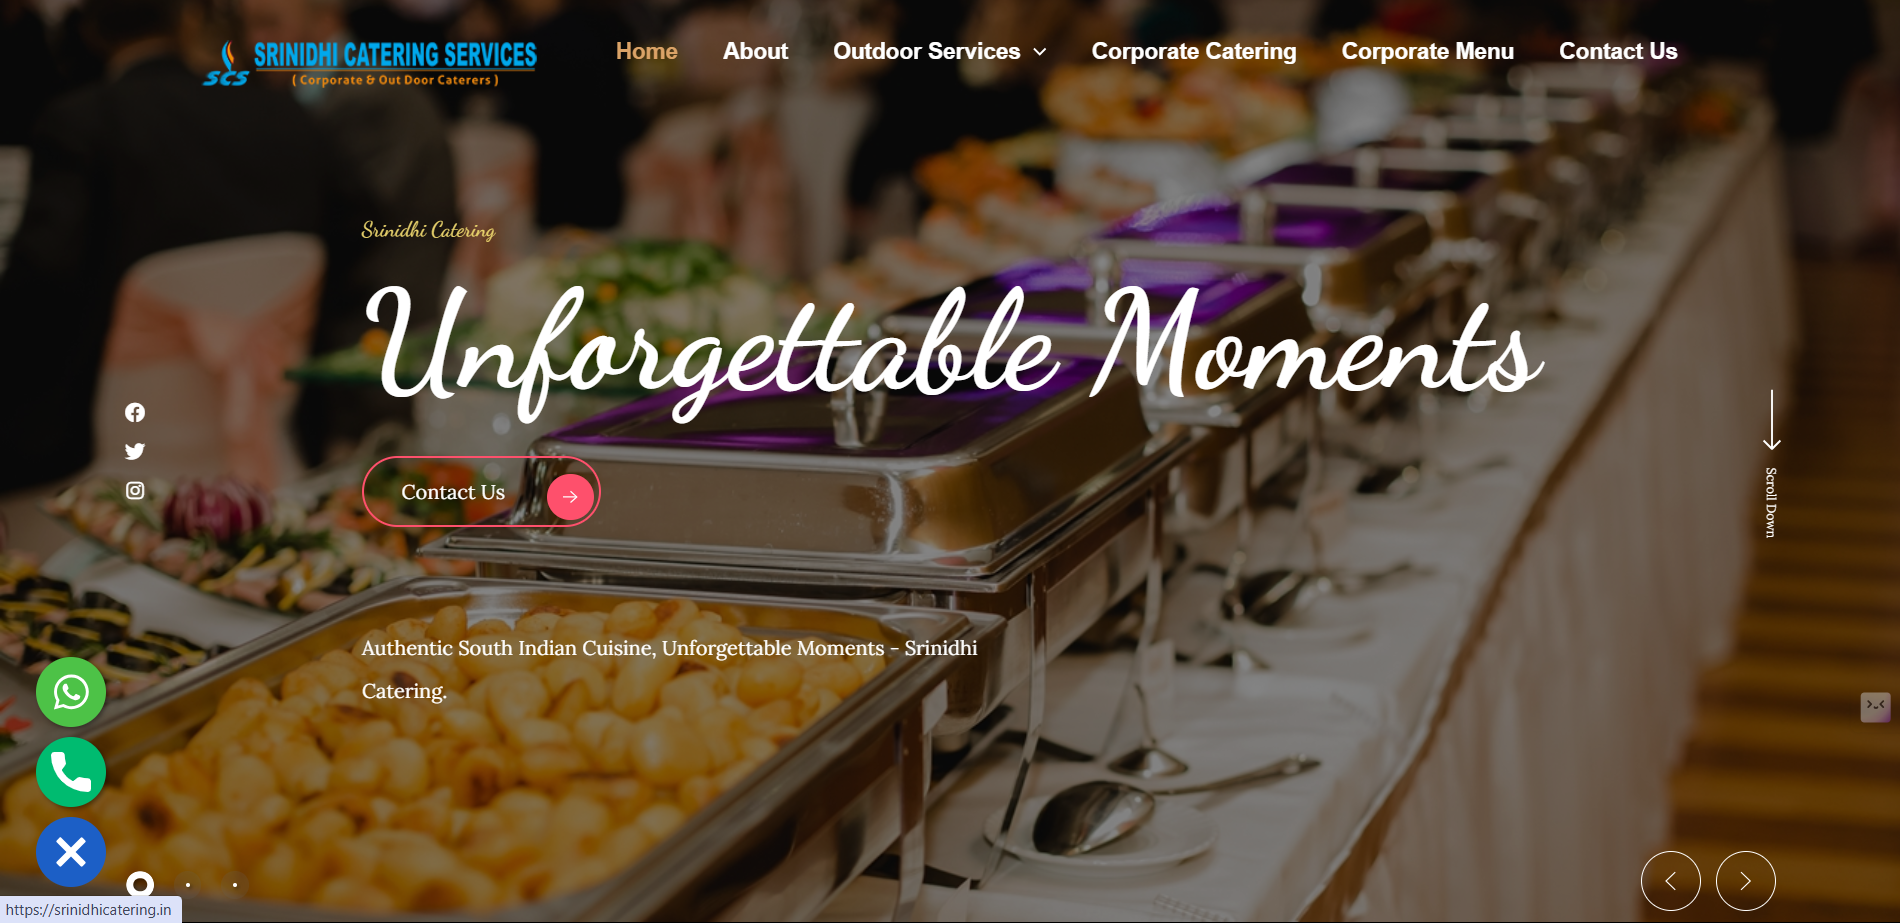 SRINIDHI CATERING SERVICES
SCS
( Corporate & Out Door Caterers )
Home
About
Outdoor Services
Corporate Catering
Corporate Menu
Contact Us
Srinidhi Catering
Unforgettable Moments
Contact Us
Scroll Down
Authentic South Indian Cuisine, Unforgettable Moments - Srinidhi
Catering.
https://srinidhicatering.in